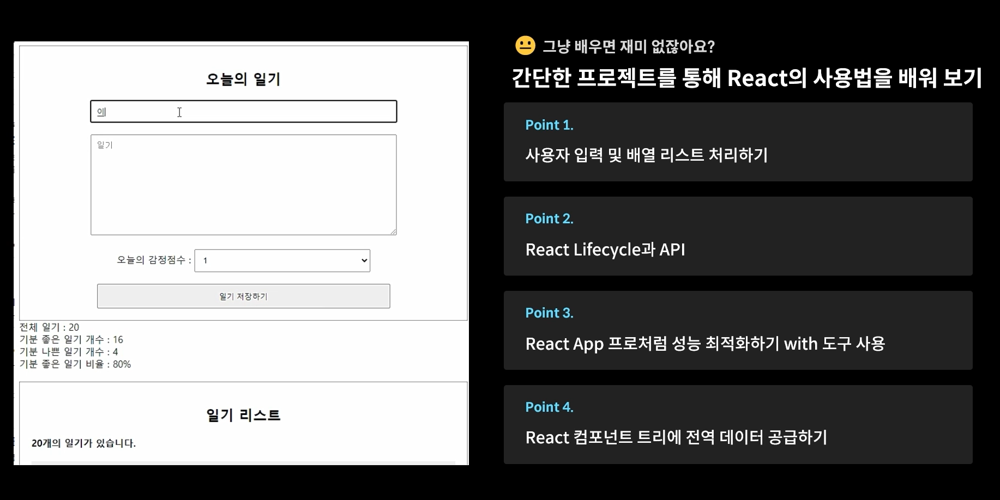 오늘의 일기
이
일기
오늘의 감정점수 : 1
일기 저장하기
전체 일기 : 20
기분 좋은 일기 개수 : 16
기분 나쁜 일기 개수 : 4
기분 좋은 일기 비율 : 80%
일기 리스트
20개의 일기가 있습니다.
그냥 배우면 재미 없잖아요?
간단한 프로젝트를 통해 React의 사용법을 배워 보기
Point 1.
사용자 입력 및 배열 리스트 처리하기
Point 2.
React Lifecycle과 API
Point 3.
React App 프로처럼 성능 최적화하기 with 도구 사용
Point 4.
React 컴포넌트 트리에 전역 데이터 공급하기